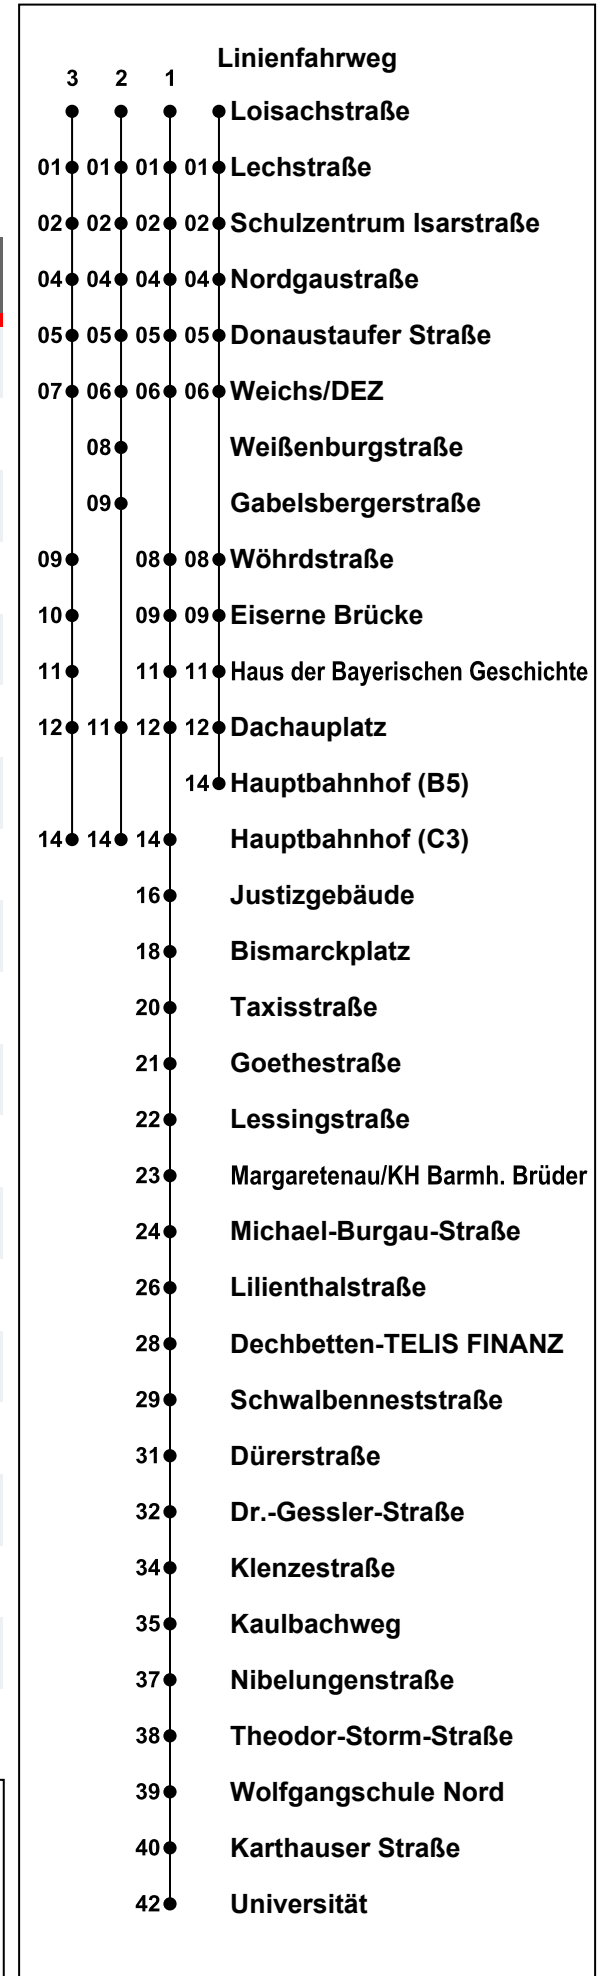 Linienfahrweg
3 2 1
Loisachstraße
01 01 01 01 Lechstraße
02 02 02 02 Schulzentrum Isarstraße
04 04 04 04 Nordgaustraße
05 05 05 05 Donaustaufer Straße
07 06 06 06 Weichs/DEZ
08 Weißenburgstraße
09 Gabelsbergerstraße
09 08 08 Wöhrdstraße
10 09 09 Eiserne Brücke
11 11 11 Haus der Bayerischen Geschichte
12 11 12 12 Dachauplatz
14 Hauptbahnhof (B5)
14 14 14 Hauptbahnhof (C3)
16 Justizgebäude
18 Bismarckplatz
20 Taxisstraße
21 Goethestraße
22 Lessingstraße
23 Margaretenau/KH Barmh. Brüder
24 Michael-Burgau-Straße
26 Lilienthalstraße
28 Dechbetten-TELIS FINANZ
29 Schwalbenneststraße
31 Dürerstraße
32 Dr.-Gessler-Straße
34 Klenzestraße
35 Kaulbachweg
37 Nibelungenstraße
38 Theodor-Storm-Straße
39 Wolfgangschule Nord
40 Karthauser Straße
42 Universität